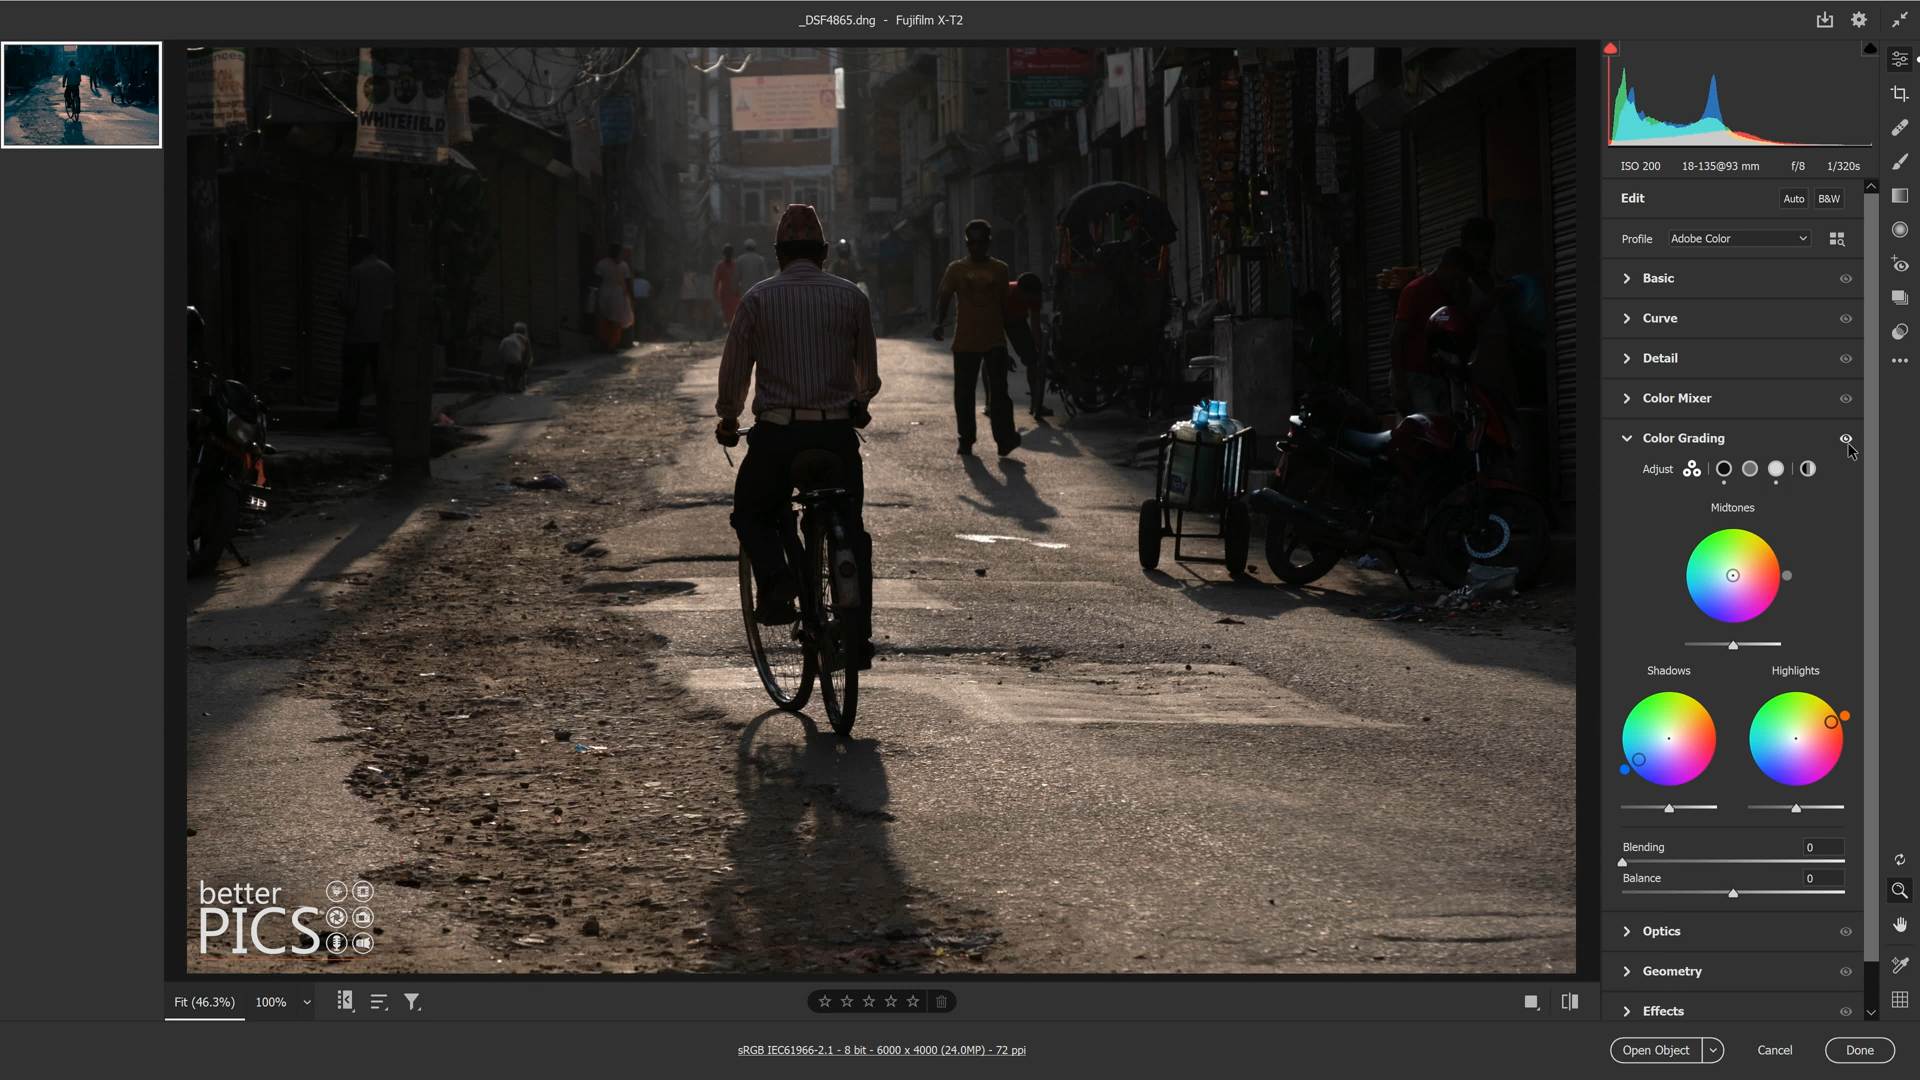 _DSF4865.dng - Fujifilm X-T2
WHITEFIELD
ISO 200 18-135@93 mm f/8 1/320s
Edit Auto B&W
Profile Adobe Color
Basic
Curve
Detail
Color Mixer
Color Grading
Adjust
Midtones
Shadows Highlights
Blending 0
Balance 0
Optics
Geometry
Effects
better
PICS
Fit (46.3%) 100%
sRGB IEC61966-2.1 - 8 bit - 6000 x 4000 (24.0MP) - 72 ppi
Open Object Cancel Done